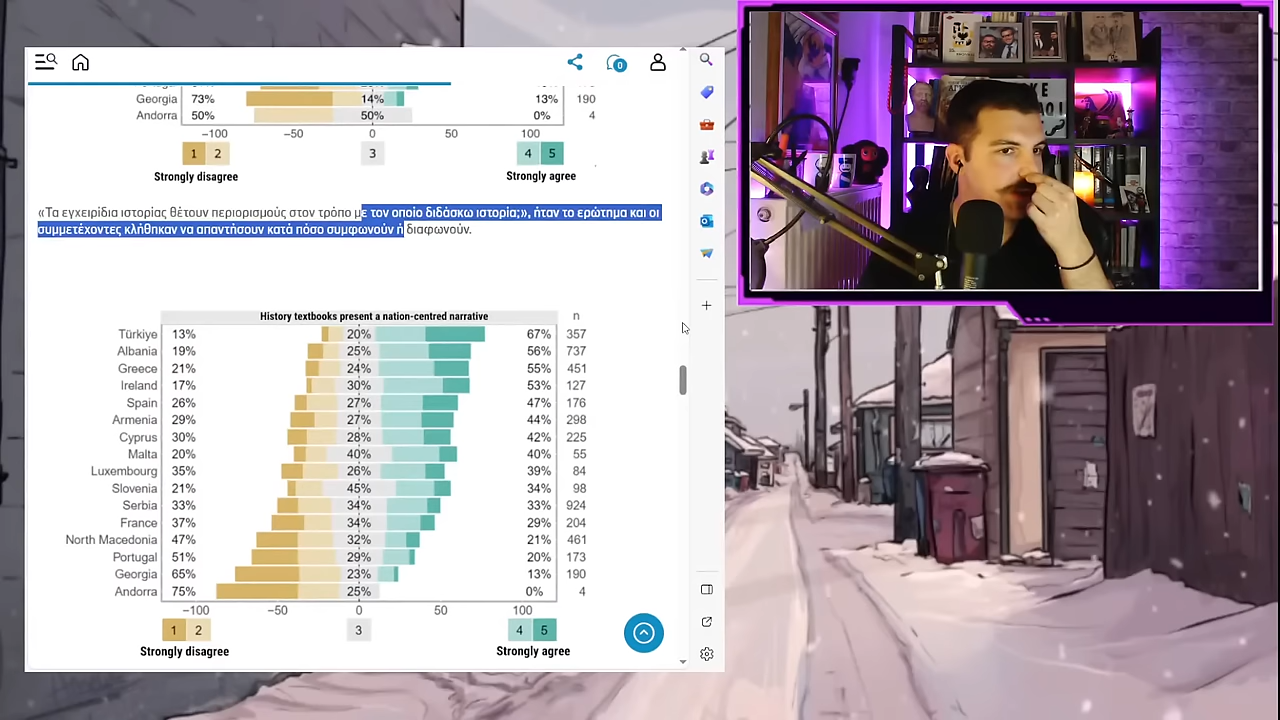 0
Georgia 73% 14% 13% 190
Andorra 50% 50% 0% 4
−100 −50 0 50 100
1 2 3 4 5
Strongly disagree Strongly agree
«Τα εγχειρίδια ιστορίας θέτουν περιορισμούς στον τρόπο με τον οποίο διδάσκω ιστορία;», ήταν το ερώτημα και οι
συμμετέχοντες κλήθηκαν να απαντήσουν κατά πόσο συμφωνούν ή διαφωνούν.
History textbooks present a nation-centred narrative n
Türkiye 13% 20% 67% 357
Albania 19% 25% 56% 737
Greece 21% 24% 55% 451
Ireland 17% 30% 53% 127
Spain 26% 27% 47% 176
Armenia 29% 27% 44% 298
Cyprus 30% 28% 42% 225
Malta 20% 40% 40% 55
Luxembourg 35% 26% 39% 84
Slovenia 21% 45% 34% 98
Serbia 33% 34% 33% 924
France 37% 34% 29% 204
North Macedonia 47% 32% 21% 461
Portugal 51% 29% 20% 173
Georgia 65% 23% 13% 190
Andorra 75% 25% 0% 4
−100 −50 0 50 100
1 2 3 4 5
Strongly disagree Strongly agree